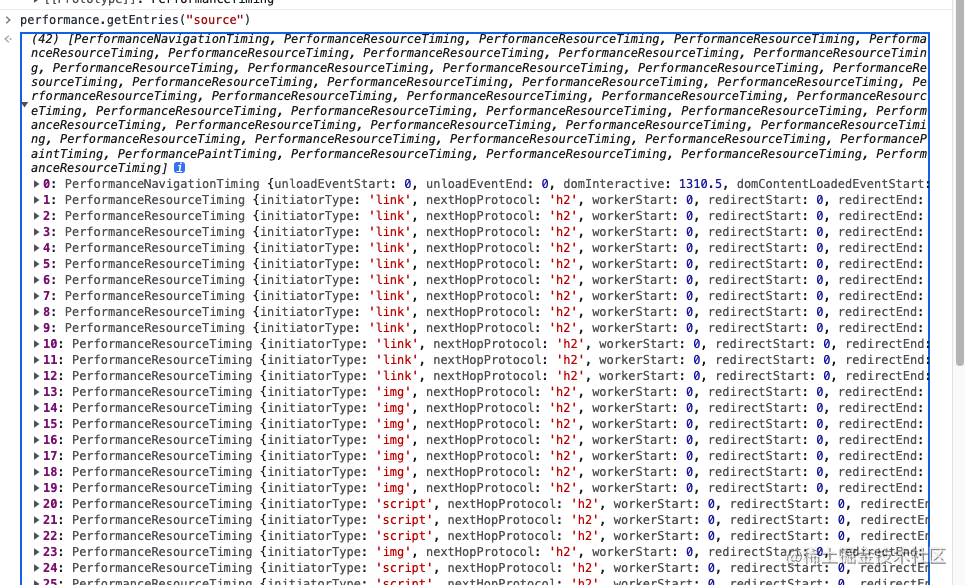 [[Prototype]]: PerformanceTiming
> performance.getEntries("source")
(42) [PerformanceNavigationTiming, PerformanceResourceTiming, PerformanceResourceTiming, PerformanceResourceTiming, Performa
nceResourceTiming, PerformanceResourceTiming, PerformanceResourceTiming, PerformanceResourceTiming, PerformanceResourceTimin
g, PerformanceResourceTiming, PerformanceResourceTiming, PerformanceResourceTiming, PerformanceResourceTiming, PerformanceRe
sourceTiming, PerformanceResourceTiming, PerformanceResourceTiming, PerformanceResourceTiming, PerformanceResourceTiming, Pe
rformanceResourceTiming, PerformanceResourceTiming, PerformanceResourceTiming, PerformanceResourceTiming, PerformanceResourc
eTiming, PerformanceResourceTiming, PerformanceResourceTiming, PerformanceResourceTiming, PerformanceResourceTiming, Perform
anceResourceTiming, PerformanceResourceTiming, PerformanceResourceTiming, PerformanceResourceTiming, PerformanceResourceTimi
ng, PerformanceResourceTiming, PerformanceResourceTiming, PerformanceResourceTiming, PerformanceResourceTiming, PerformanceP
aintTiming, PerformancePaintTiming, PerformanceResourceTiming, PerformanceResourceTiming, PerformanceResourceTiming, Perform
anceResourceTiming] i
0: PerformanceNavigationTiming {unloadEventStart: 0, unloadEventEnd: 0, domInteractive: 1310.5, domContentLoadedEventStart:
1: PerformanceResourceTiming {initiatorType: 'link', nextHopProtocol: 'h2', workerStart: 0, redirectStart: 0, redirectEnd:
2: PerformanceResourceTiming {initiatorType: 'link', nextHopProtocol: 'h2', workerStart: 0, redirectStart: 0, redirectEnd:
3: PerformanceResourceTiming {initiatorType: 'link', nextHopProtocol: 'h2', workerStart: 0, redirectStart: 0, redirectEnd:
4: PerformanceResourceTiming {initiatorType: 'link', nextHopProtocol: 'h2', workerStart: 0, redirectStart: 0, redirectEnd:
5: PerformanceResourceTiming {initiatorType: 'link', nextHopProtocol: 'h2', workerStart: 0, redirectStart: 0, redirectEnd:
6: PerformanceResourceTiming {initiatorType: 'link', nextHopProtocol: 'h2', workerStart: 0, redirectStart: 0, redirectEnd:
7: PerformanceResourceTiming {initiatorType: 'link', nextHopProtocol: 'h2', workerStart: 0, redirectStart: 0, redirectEnd:
8: PerformanceResourceTiming {initiatorType: 'link', nextHopProtocol: 'h2', workerStart: 0, redirectStart: 0, redirectEnd:
9: PerformanceResourceTiming {initiatorType: 'link', nextHopProtocol: 'h2', workerStart: 0, redirectStart: 0, redirectEnd:
10: PerformanceResourceTiming {initiatorType: 'link', nextHopProtocol: 'h2', workerStart: 0, redirectStart: 0, redirectEnd:
11: PerformanceResourceTiming {initiatorType: 'link', nextHopProtocol: 'h2', workerStart: 0, redirectStart: 0, redirectEnd:
12: PerformanceResourceTiming {initiatorType: 'link', nextHopProtocol: 'h2', workerStart: 0, redirectStart: 0, redirectEnd:
13: PerformanceResourceTiming {initiatorType: 'img', nextHopProtocol: 'h2', workerStart: 0, redirectStart: 0, redirectEnd:
14: PerformanceResourceTiming {initiatorType: 'img', nextHopProtocol: 'h2', workerStart: 0, redirectStart: 0, redirectEnd:
15: PerformanceResourceTiming {initiatorType: 'img', nextHopProtocol: 'h2', workerStart: 0, redirectStart: 0, redirectEnd:
16: PerformanceResourceTiming {initiatorType: 'img', nextHopProtocol: 'h2', workerStart: 0, redirectStart: 0, redirectEnd:
17: PerformanceResourceTiming {initiatorType: 'img', nextHopProtocol: 'h2', workerStart: 0, redirectStart: 0, redirectEnd:
18: PerformanceResourceTiming {initiatorType: 'img', nextHopProtocol: 'h2', workerStart: 0, redirectStart: 0, redirectEnd:
19: PerformanceResourceTiming {initiatorType: 'img', nextHopProtocol: 'h2', workerStart: 0, redirectStart: 0, redirectEnd:
20: PerformanceResourceTiming {initiatorType: 'script', nextHopProtocol: 'h2', workerStart: 0, redirectStart: 0, redirectEn
21: PerformanceResourceTiming {initiatorType: 'script', nextHopProtocol: 'h2', workerStart: 0, redirectStart: 0, redirectEn
22: PerformanceResourceTiming {initiatorType: 'script', nextHopProtocol: 'h2', workerStart: 0, redirectStart: 0, redirectEn
23: PerformanceResourceTiming {initiatorType: 'img', nextHopProtocol: 'h2', workerStart: 0, redirectStart: 0, redirectEnd:
24: PerformanceResourceTiming {initiatorType: 'script', nextHopProtocol: 'h2', workerStart: 0, redirectStart: 0, redirectEn
25: PerformanceResourceTiming {initiatorType: 'script', nextHopProtocol: 'h2', workerStart: 0, redirectStart: 0, redirectEn
@稀土掘金技术社区